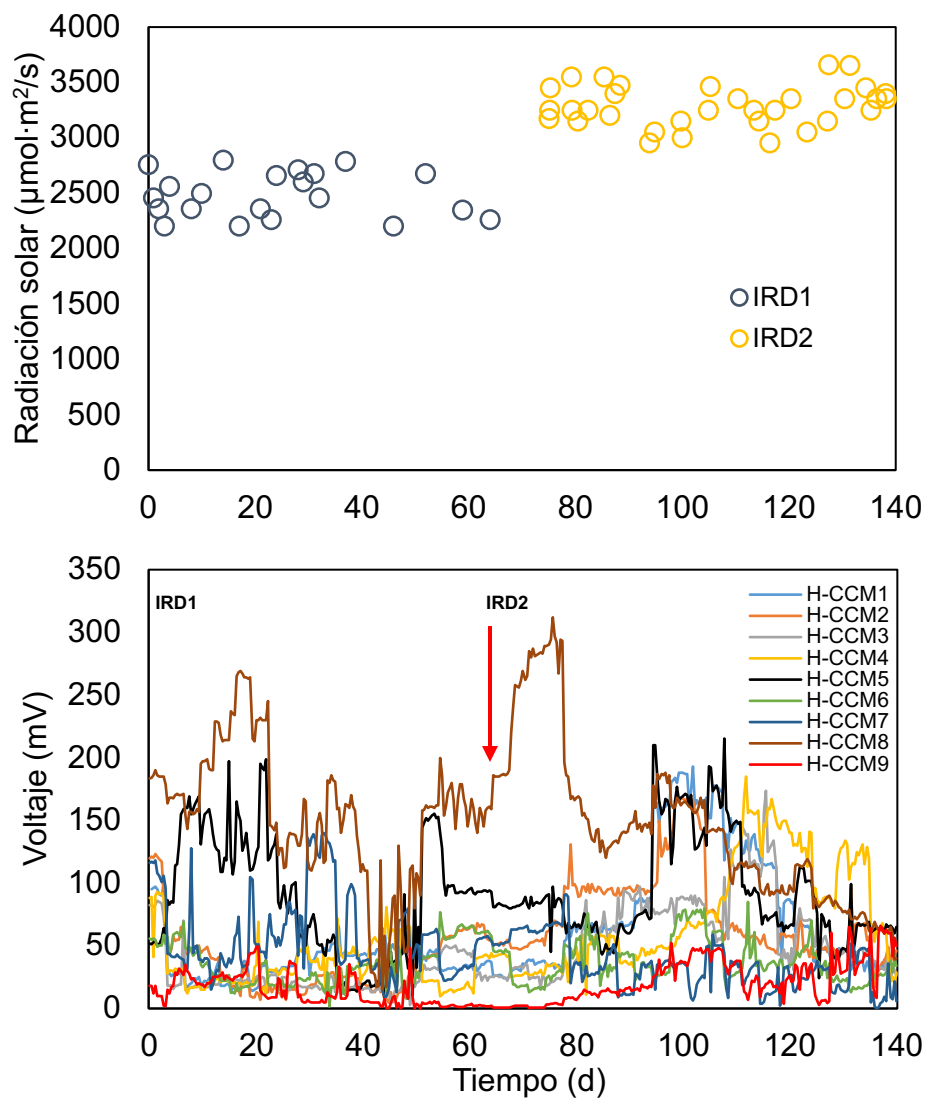 Radiación solar (µmol·m²/s)
4000
3500
3000
2500
2000
1500
1000
500
0
IRD1
IRD2
0 20 40 60 80 100 120 140
Voltaje (mV)
350
300
250
200
150
100
50
0
IRD1
IRD2
H-CCM1
H-CCM2
H-CCM3
H-CCM4
H-CCM5
H-CCM6
H-CCM7
H-CCM8
H-CCM9
0 20 40 60 80 100 120 140
Tiempo (d)